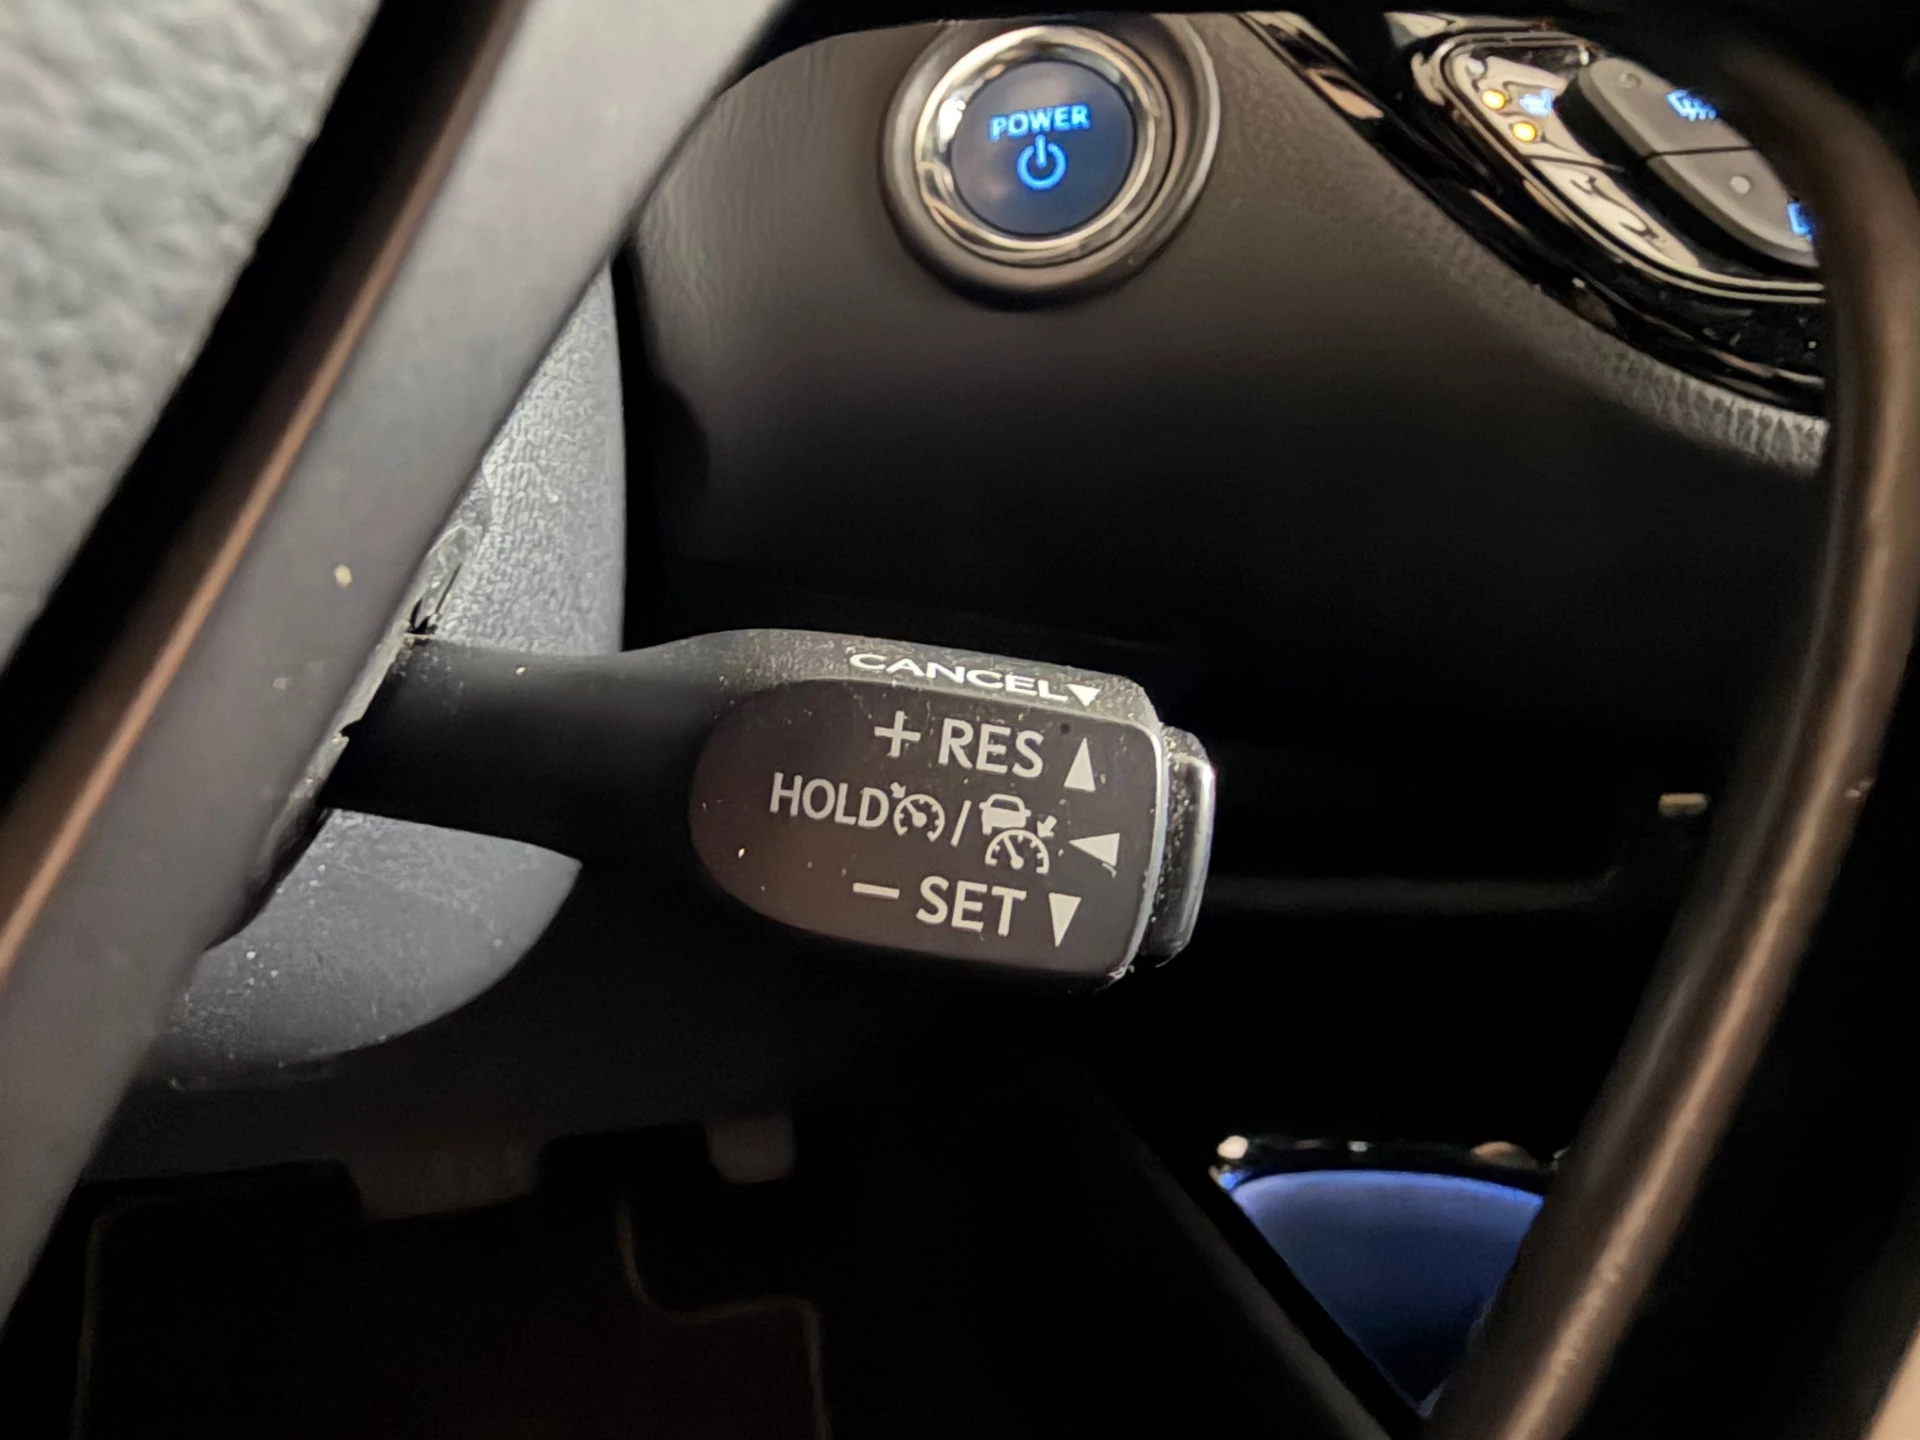 POWER
CANCEL▼
+ RES ▲
HOLD / ◀
− SET ▼